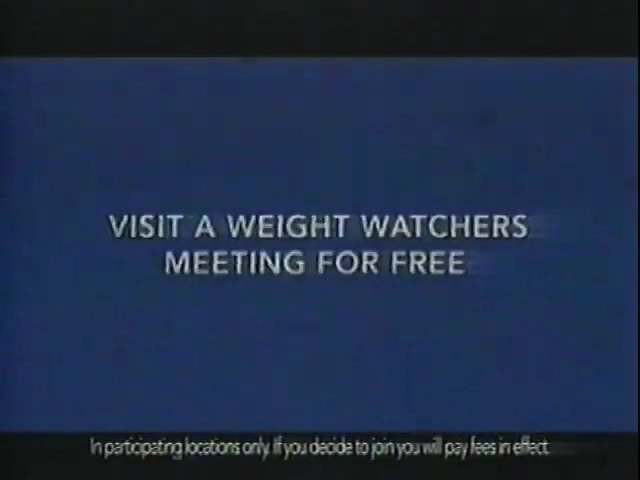 VISIT A WEIGHT WATCHERS
MEETING FOR FREE
In participating locations only. If you decide to join you will pay fees in effect.